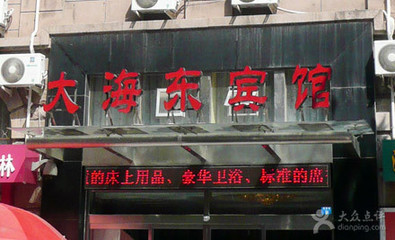 大海东宾馆
林
的床上用品、豪华卫浴、标准的席
大众点评
dianping.com